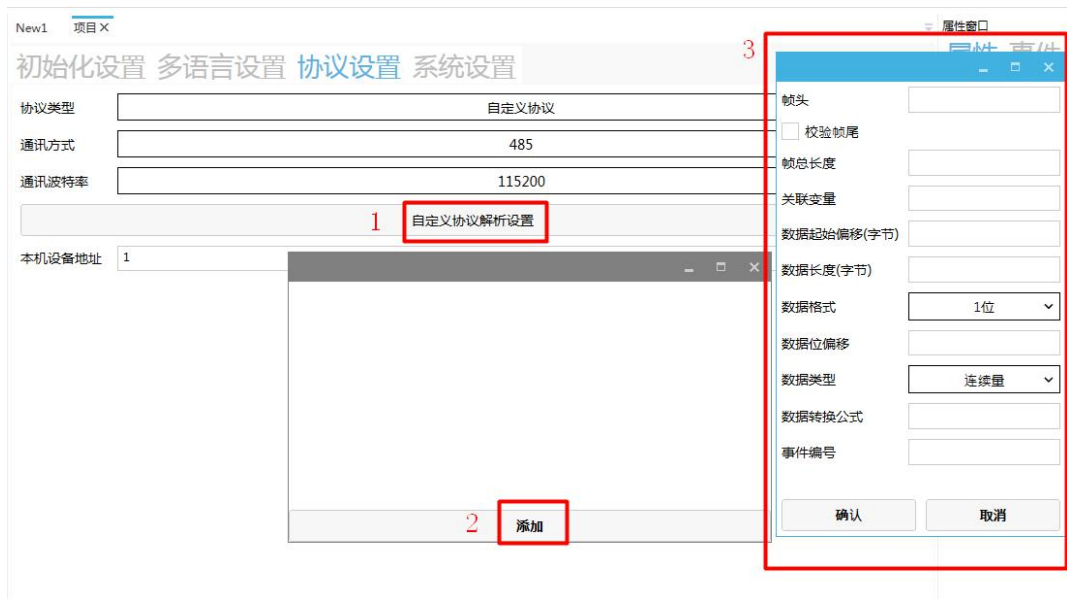 New1 项目× 属性窗口
初始化设置 多语言设置 协议设置 系统设置
协议类型 自定义协议
通讯方式 485
通讯波特率 115200
1 自定义协议解析设置
本机设备地址 1
2 添加
3
帧头
校验帧尾
帧总长度
关联变量
数据起始偏移(字节)
数据长度(字节)
数据格式 1位
数据位偏移
数据类型 连续量
数据转换公式
事件编号
确认 取消